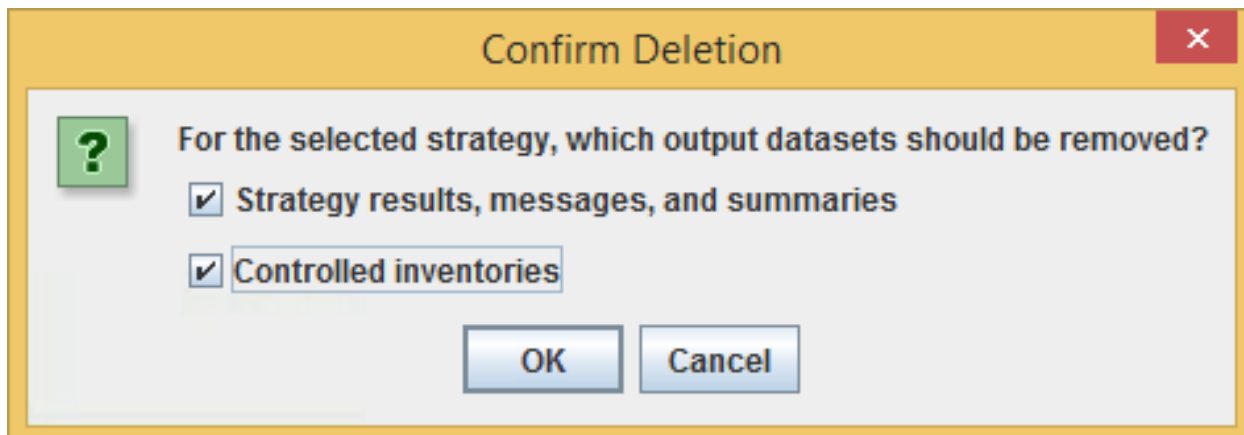 Confirm Deletion
For the selected strategy, which output datasets should be removed?
Strategy results, messages, and summaries
Controlled inventories
OK Cancel